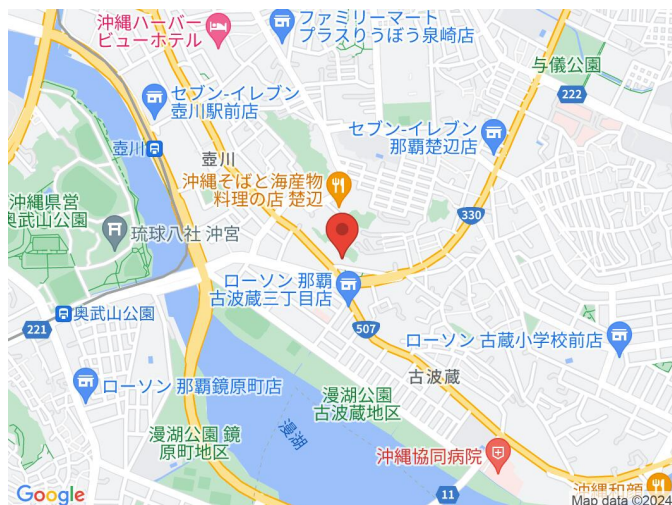 沖縄ハーバー
ビューホテル
ファミリーマート
プラスりうぼう泉崎店
与儀公園
222
セブン-イレブン
壺川駅前店
セブン-イレブン
那覇楚辺店
壺川
壺川
沖縄そばと海産物
料理の店 楚辺
沖縄県営
奥武山公園
琉球八社 沖宮
330
ローソン 那覇
古波蔵三丁目店
奥武山公園
221
507
ローソン 古蔵小学校前店
古波蔵
ローソン 那覇鏡原町店
漫湖公園
古波蔵地区
漫湖公園 鏡
原町地区
漫湖
沖縄協同病院
11
沖縄和顔
Google
Map data ©2024